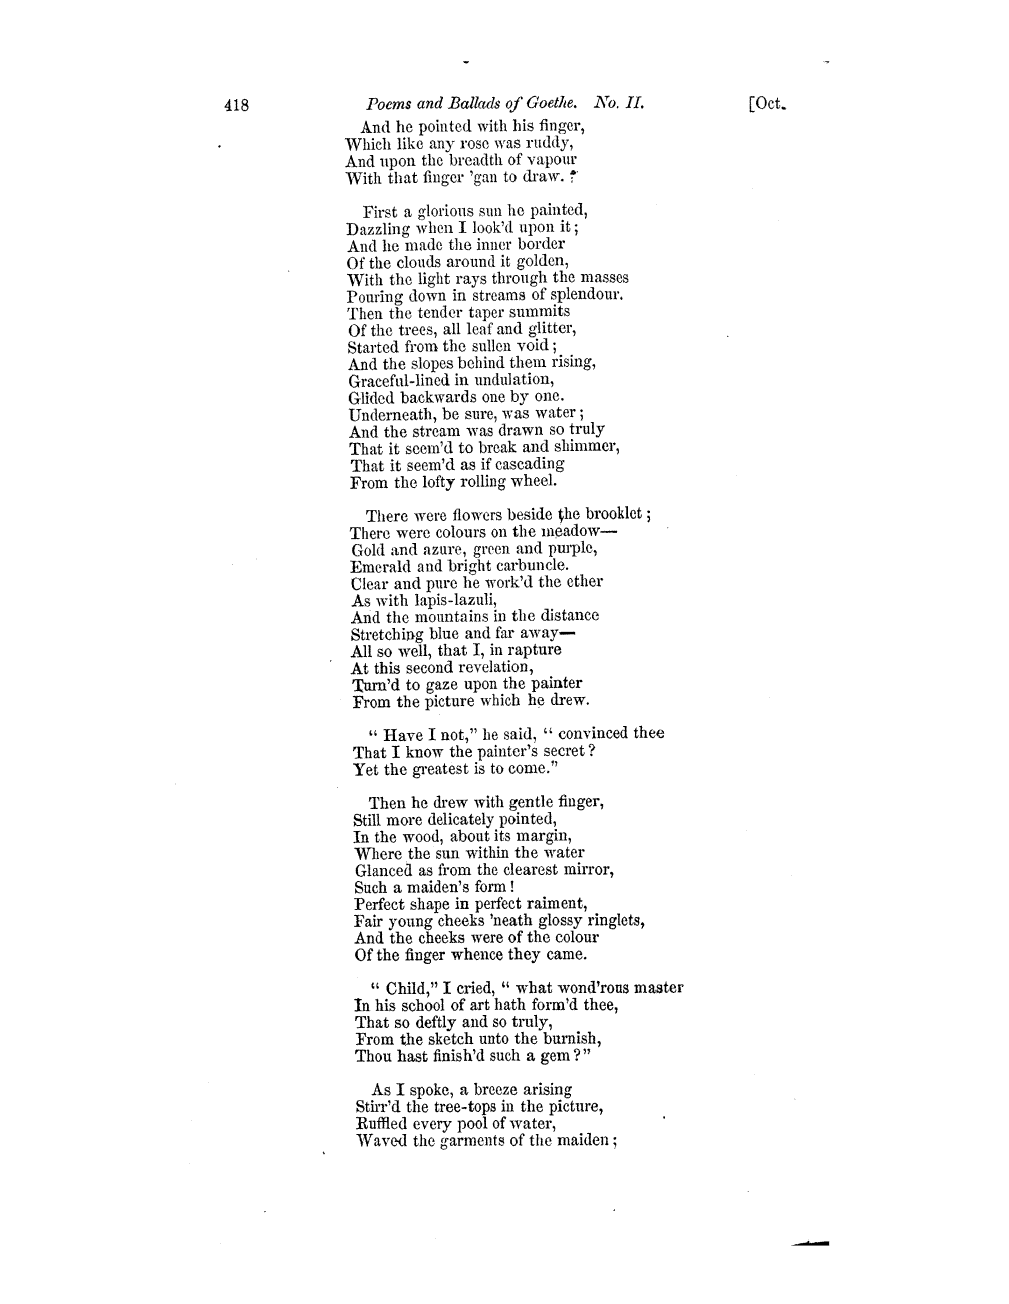 418 Poems and Ballads of Goethe. No. II. [Oct.
And he pointed with his finger,
Which like any rose was ruddy,
And upon the breadth of vapour
With that finger 'gan to draw.
First a glorious sun he painted,
Dazzling when I look'd upon it;
And he made the inner border
Of the clouds around it golden,
With the light rays through the masses
Pouring down in streams of splendour.
Then the tender taper summits
Of the trees, all leaf and glitter,
Started from the sullen void;
And the slopes behind them rising,
Graceful-lined in undulation,
Glided backwards one by one.
Underneath, be sure, was water;
And the stream was drawn so truly
That it seem'd to break and shimmer,
That it seem'd as if cascading
From the lofty rolling wheel.
There were flowers beside the brooklet;
There were colours on the meadow—
Gold and azure, green and purple,
Emerald and bright carbuncle.
Clear and pure he work'd the ether
As with lapis-lazuli,
And the mountains in the distance
Stretching blue and far away—
All so well, that I, in rapture
At this second revelation,
Turn'd to gaze upon the painter
From the picture which he drew.
"Have I not," he said, "convinced thee
That I know the painter's secret?
Yet the greatest is to come."
Then he drew with gentle finger,
Still more delicately pointed,
In the wood, about its margin,
Where the sun within the water
Glanced as from the clearest mirror,
Such a maiden's form!
Perfect shape in perfect raiment,
Fair young cheeks 'neath glossy ringlets,
And the cheeks were of the colour
Of the finger whence they came.
"Child," I cried, "what wond'rous master
In his school of art hath form'd thee,
That so deftly and so truly,
From the sketch unto the burnish,
Thou hast finish'd such a gem?"
As I spoke, a breeze arising
Stirr'd the tree-tops in the picture,
Ruffled every pool of water,
Waved the garments of the maiden;